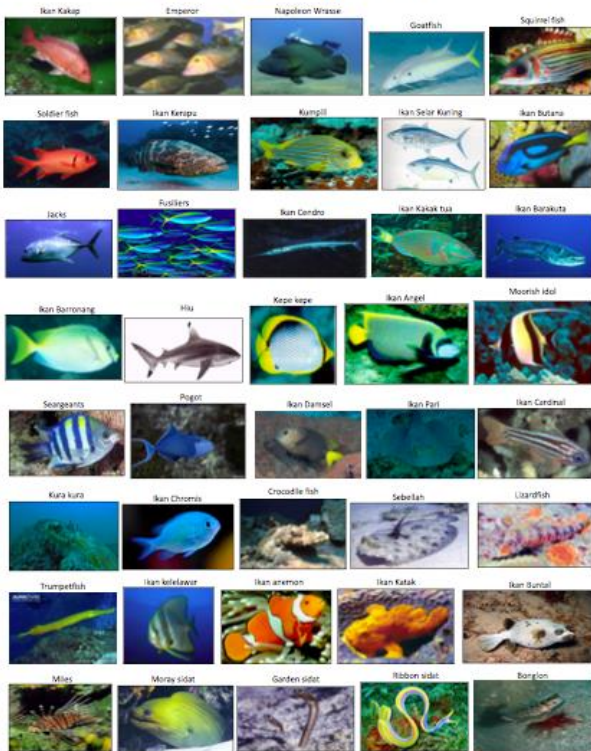 Ikan Kakap
Emperor
Napoleon Wrasse
Goatfish
Squirrel fish
Soldier fish
Ikan Kerapu
Kumpili
Ikan Selar Kuning
Ikan Butana
Jacks
Fusiliers
Ikan Cendro
Ikan Kakak tua
Ikan Barakuta
Ikan Barronang
Hiu
Kepe kepe
Ikan Angel
Moorish idol
Seargeants
Pogot
Ikan Damsel
Ikan Pari
Ikan Cardinal
Kura kura
Ikan Chromis
Crocodile fish
Sebellah
Lizardfish
Trumpetfish
Ikan kelelawar
Ikan anemon
Ikan Katak
Ikan Buntal
Miles
Moray sidat
Garden sidat
Ribbon sidat
Bonglon